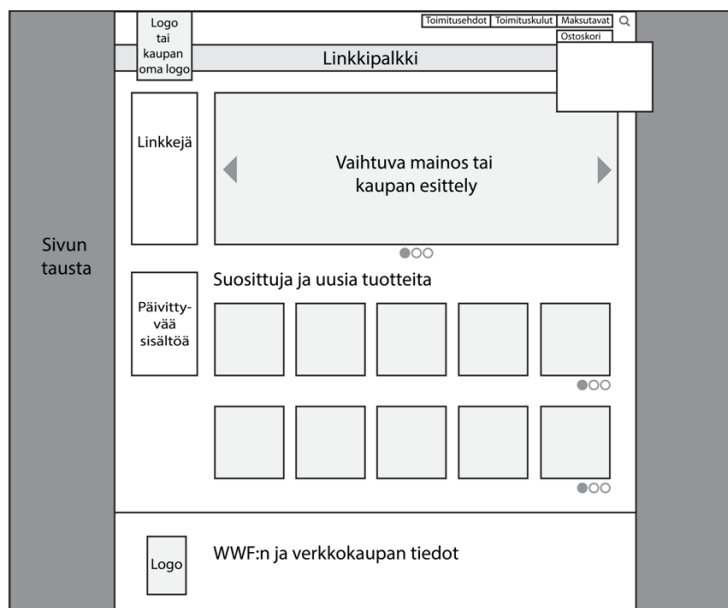 Logo
tai
kaupan
oma logo
Toimitusehdot Toimituskulut Maksutavat
Ostoskori
Linkkipalkki
Linkkejä
Vaihtuva mainos tai
kaupan esittely
Sivun
tausta
Suosittuja ja uusia tuotteita
Päivitty-
vää
sisältöä
Logo
WWF:n ja verkkokaupan tiedot